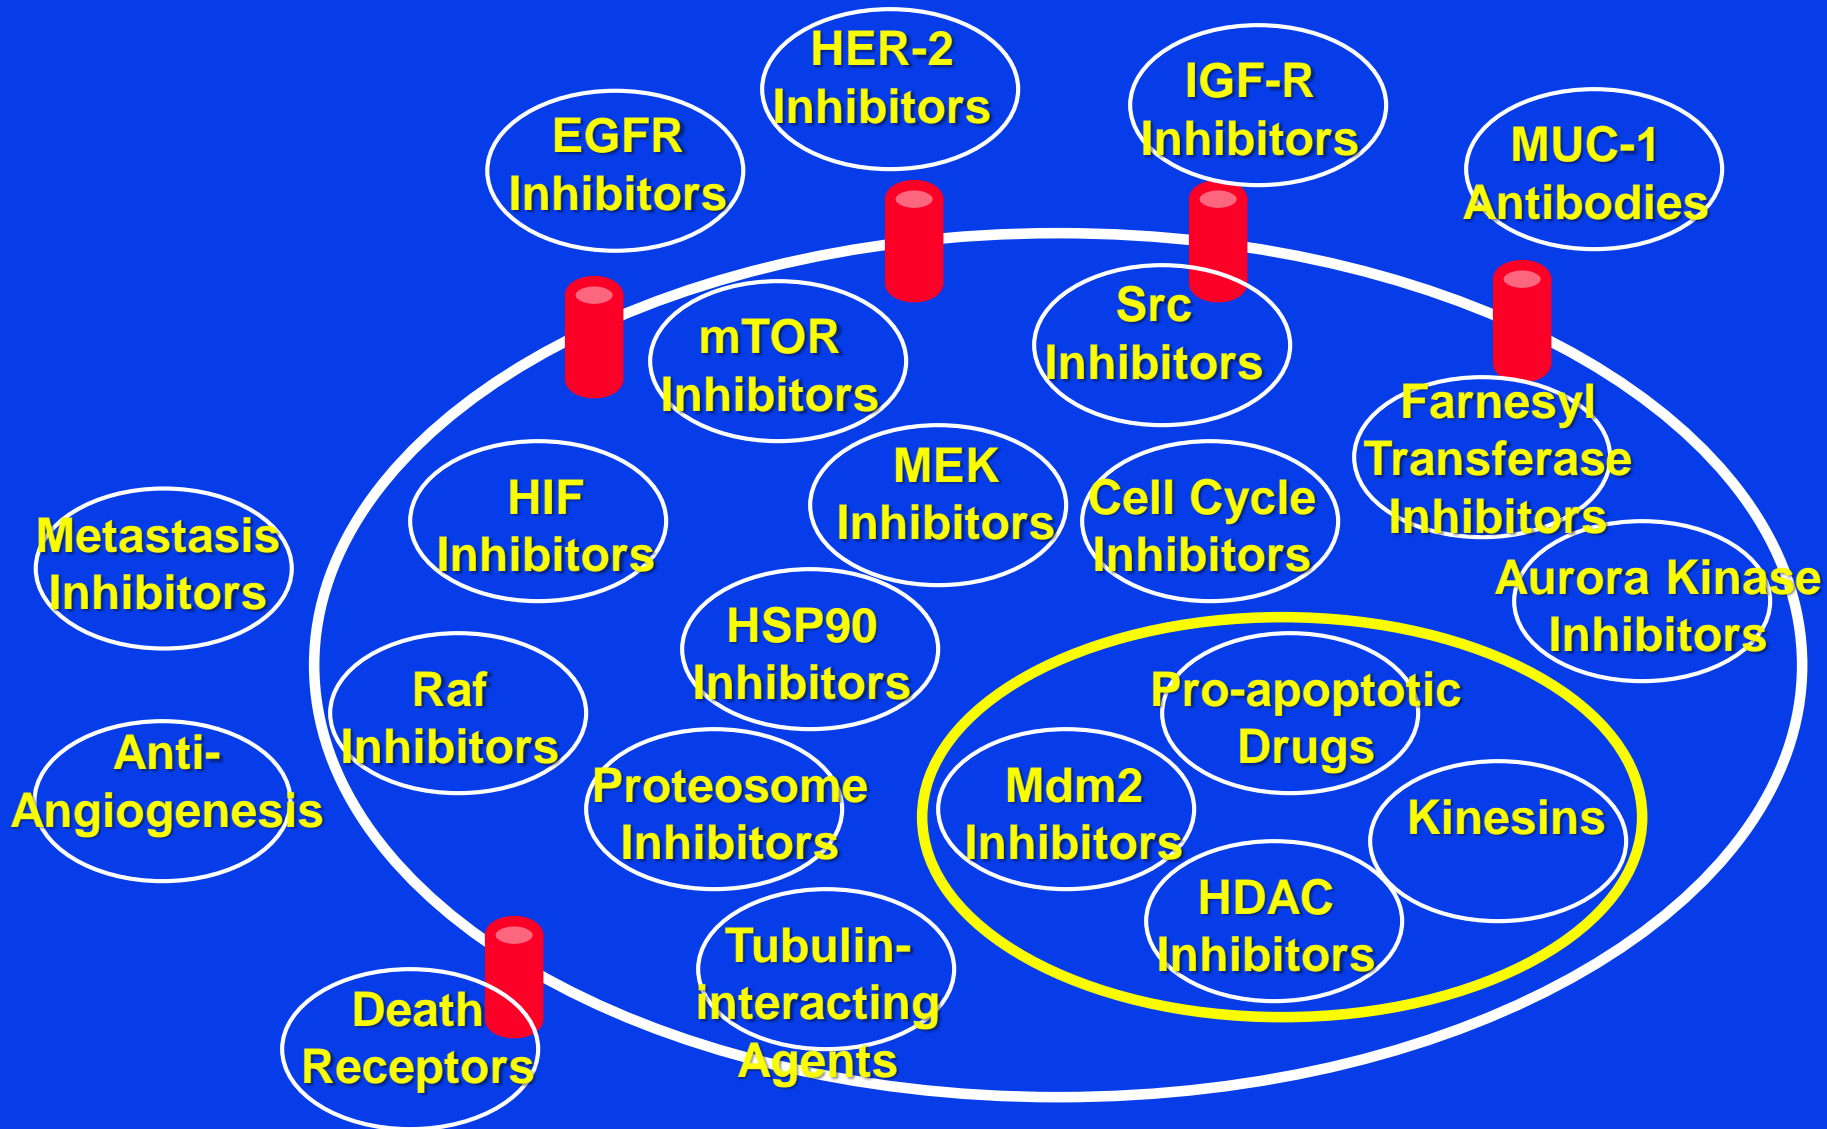 HER-2
Inhibitors
IGF-R
Inhibitors
EGFR
Inhibitors
MUC-1
Antibodies
Src
Inhibitors
mTOR
Inhibitors
Farnesyl
Transferase
Inhibitors
MEK
Inhibitors
HIF
Inhibitors
Cell Cycle
Inhibitors
Metastasis
Inhibitors
Aurora Kinase
Inhibitors
HSP90
Inhibitors
Raf
Inhibitors
Pro-apoptotic
Drugs
Anti-
Angiogenesis
Proteosome
Inhibitors
Mdm2
Inhibitors
Kinesins
HDAC
Inhibitors
Tubulin-
interacting
Agents
Death
Receptors